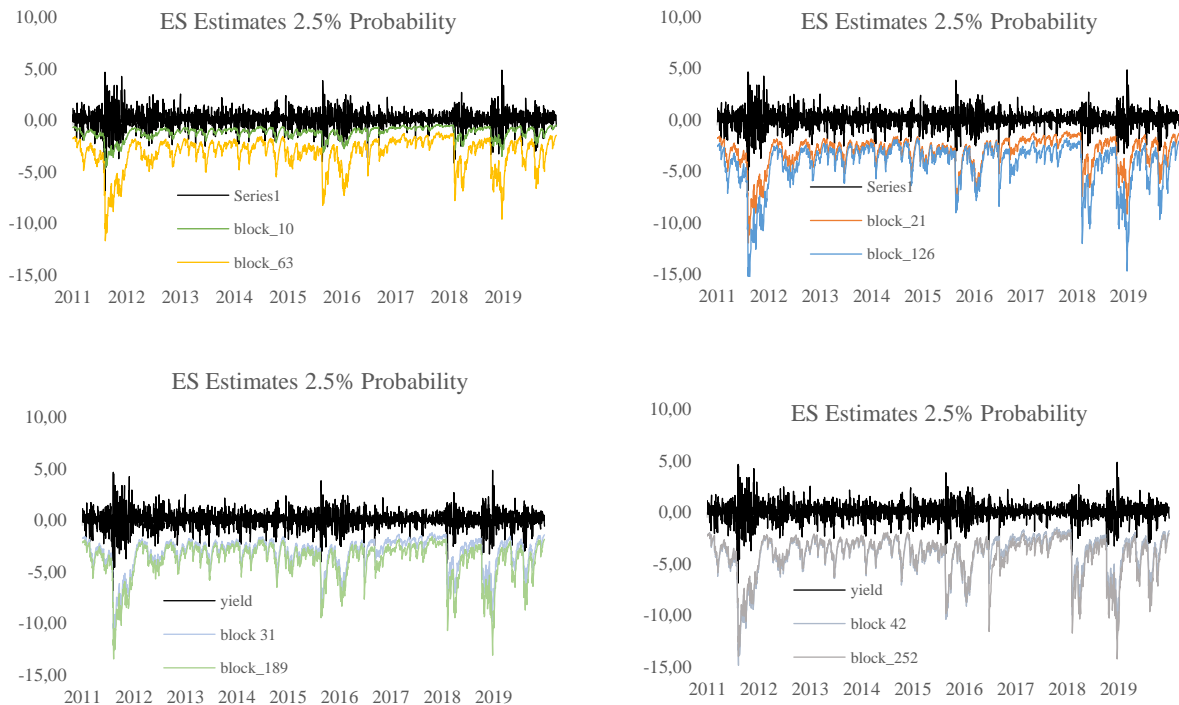 ES Estimates 2.5% Probability
10,00
5,00
0,00
-5,00
-10,00
-15,00
Series1
block_10
block_63
2011 2012 2013 2014 2015 2016 2017 2018 2019
ES Estimates 2.5% Probability
10,00
5,00
0,00
-5,00
-10,00
-15,00
Series1
block_21
block_126
2011 2012 2013 2014 2015 2016 2017 2018 2019
ES Estimates 2.5% Probability
10,00
5,00
0,00
-5,00
-10,00
-15,00
yield
block 31
block_189
2011 2012 2013 2014 2015 2016 2017 2018 2019
ES Estimates 2.5% Probability
10,00
5,00
0,00
-5,00
-10,00
-15,00
yield
block 42
block_252
2011 2012 2013 2014 2015 2016 2017 2018 2019